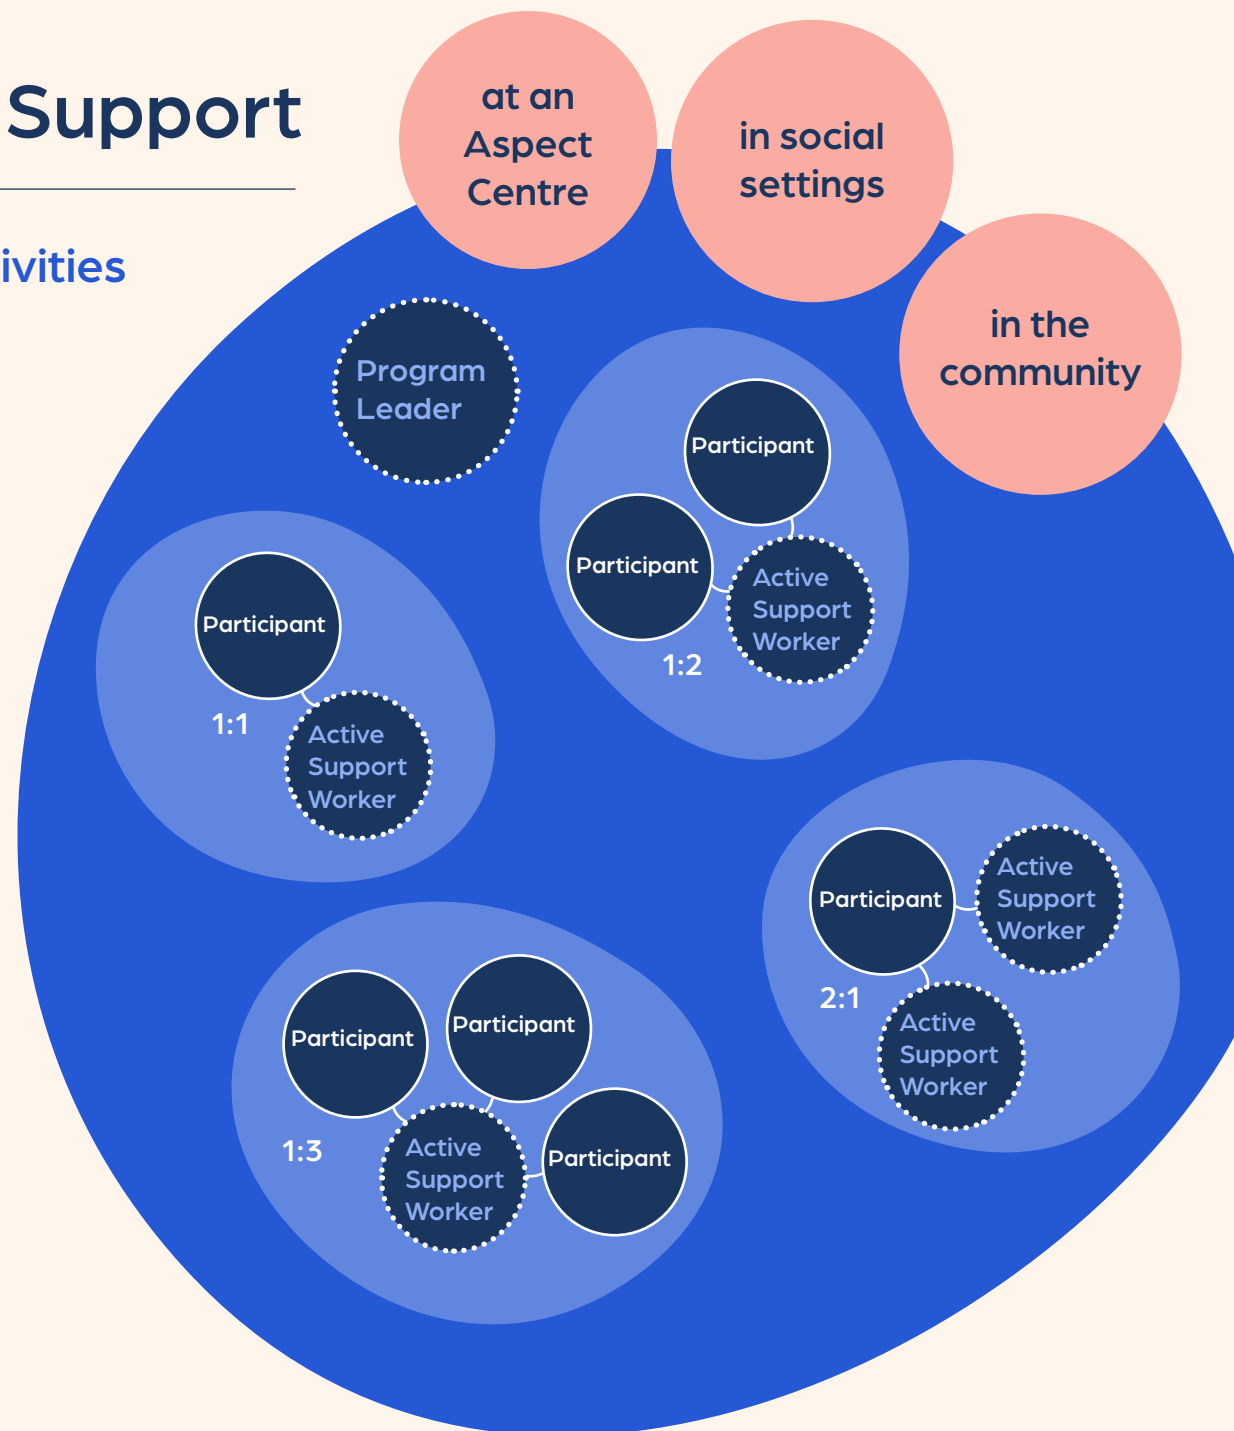 Support
ivities
at an
Aspect
Centre
in social
settings
in the
community
Program
Leader
Participant
Participant
Active
Support
Worker
1:2
Participant
1:1
Active
Support
Worker
Participant
Active
Support
Worker
2:1
Active
Support
Worker
Participant
Participant
1:3
Active
Support
Worker
Participant